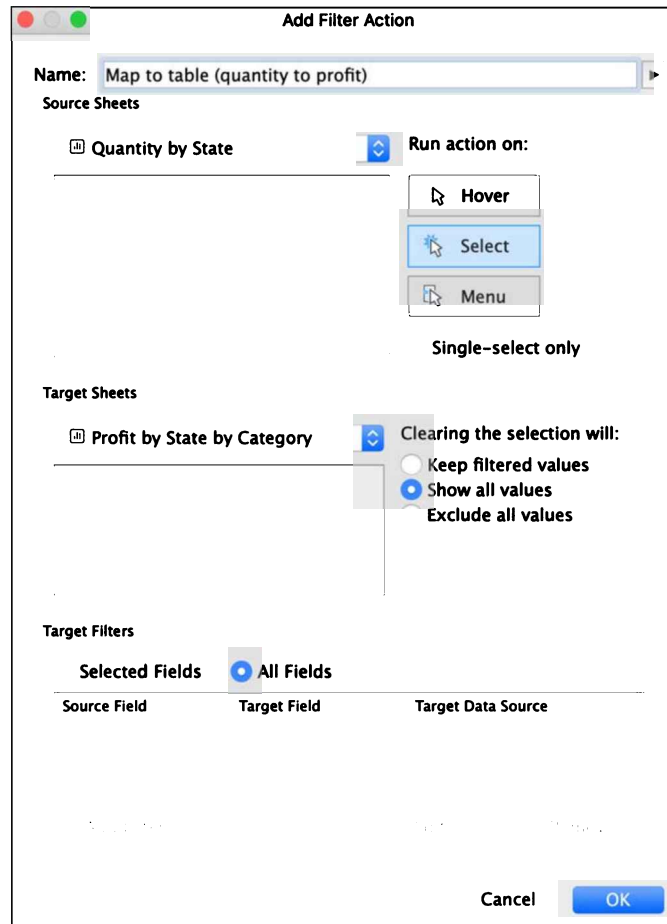 Add Filter Action
Name: Map to table (quantity to profit)
Source Sheets
Quantity by State
Run action on:
Hover
Select
Menu
Single-select only
Target Sheets
Profit by State by Category
Clearing the selection will:
Keep filtered values
Show all values
Exclude all values
Target Filters
Selected Fields All Fields
Source Field Target Field Target Data Source
Cancel OK